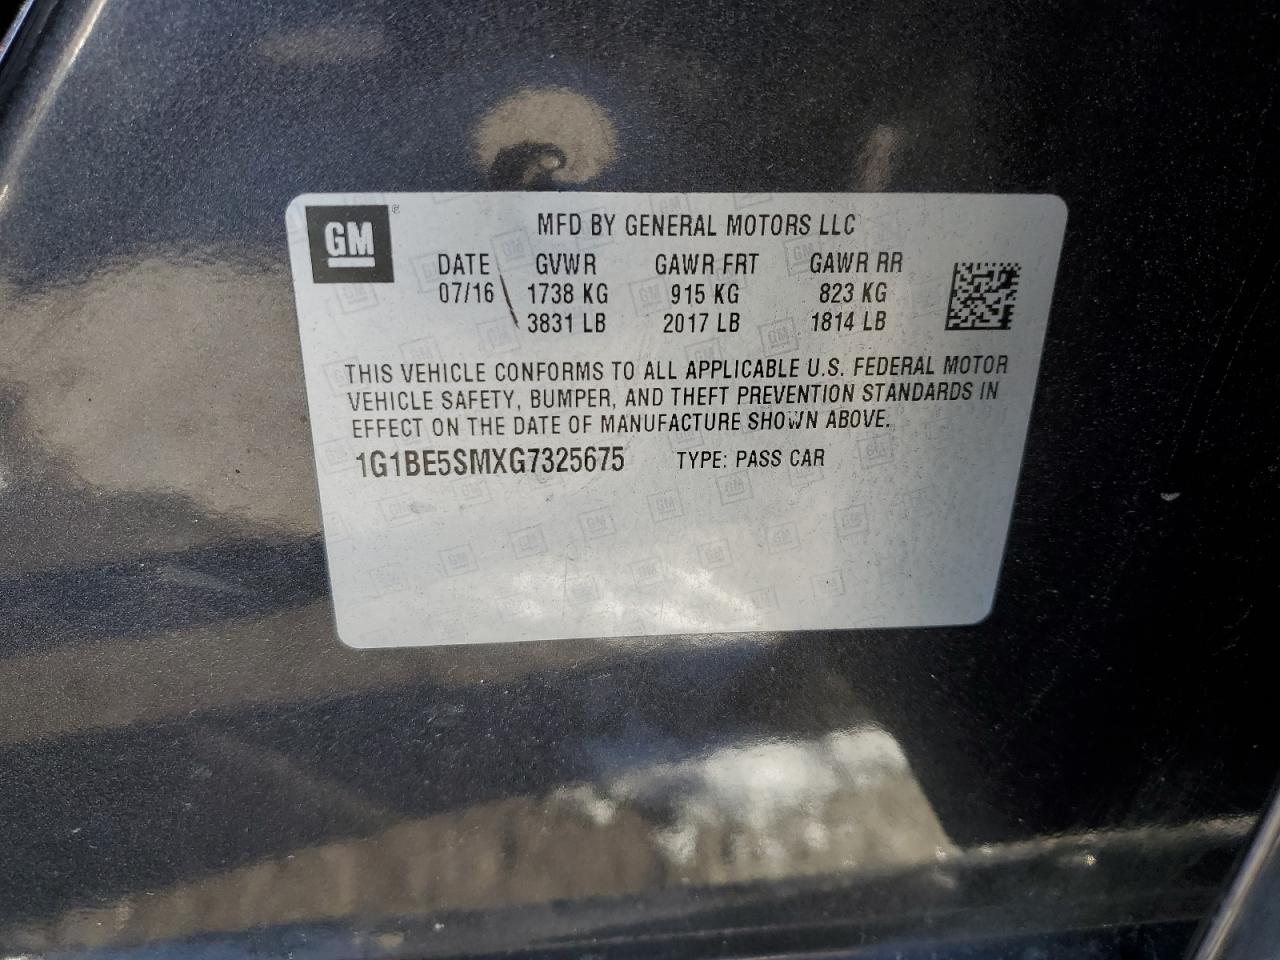 GM
MFD BY GENERAL MOTORS LLC
DATE GVWR GAWR FRT GAWR RR
07/16 1738 KG 915 KG 823 KG
3831 LB 2017 LB 1814 LB
THIS VEHICLE CONFORMS TO ALL APPLICABLE U.S. FEDERAL MOTOR
VEHICLE SAFETY, BUMPER, AND THEFT PREVENTION STANDARDS IN
EFFECT ON THE DATE OF MANUFACTURE SHOWN ABOVE.
1G1BE5SMXG7325675 TYPE: PASS CAR